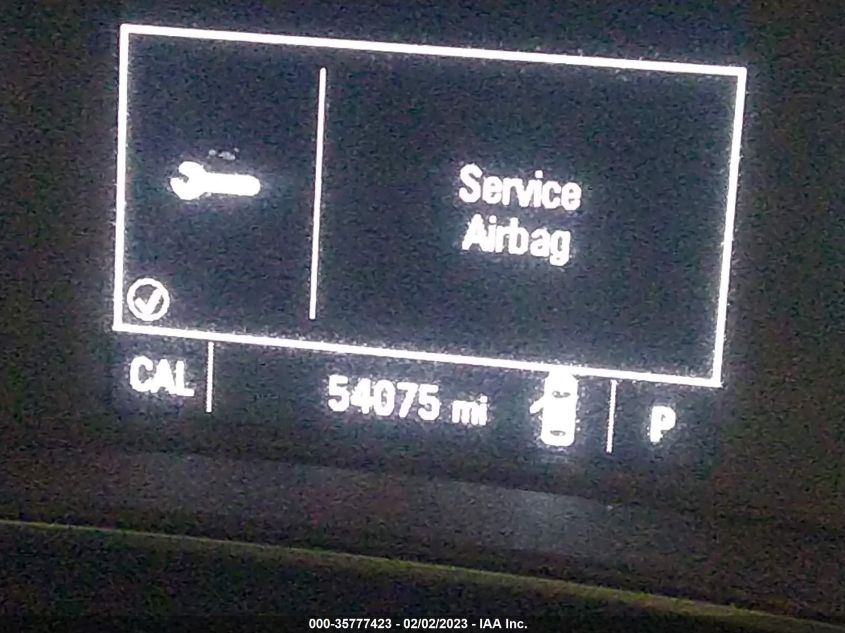 Service
Airbag
CAL 54075 mi P
000-35777423 - 02/02/2023 - IAA Inc.